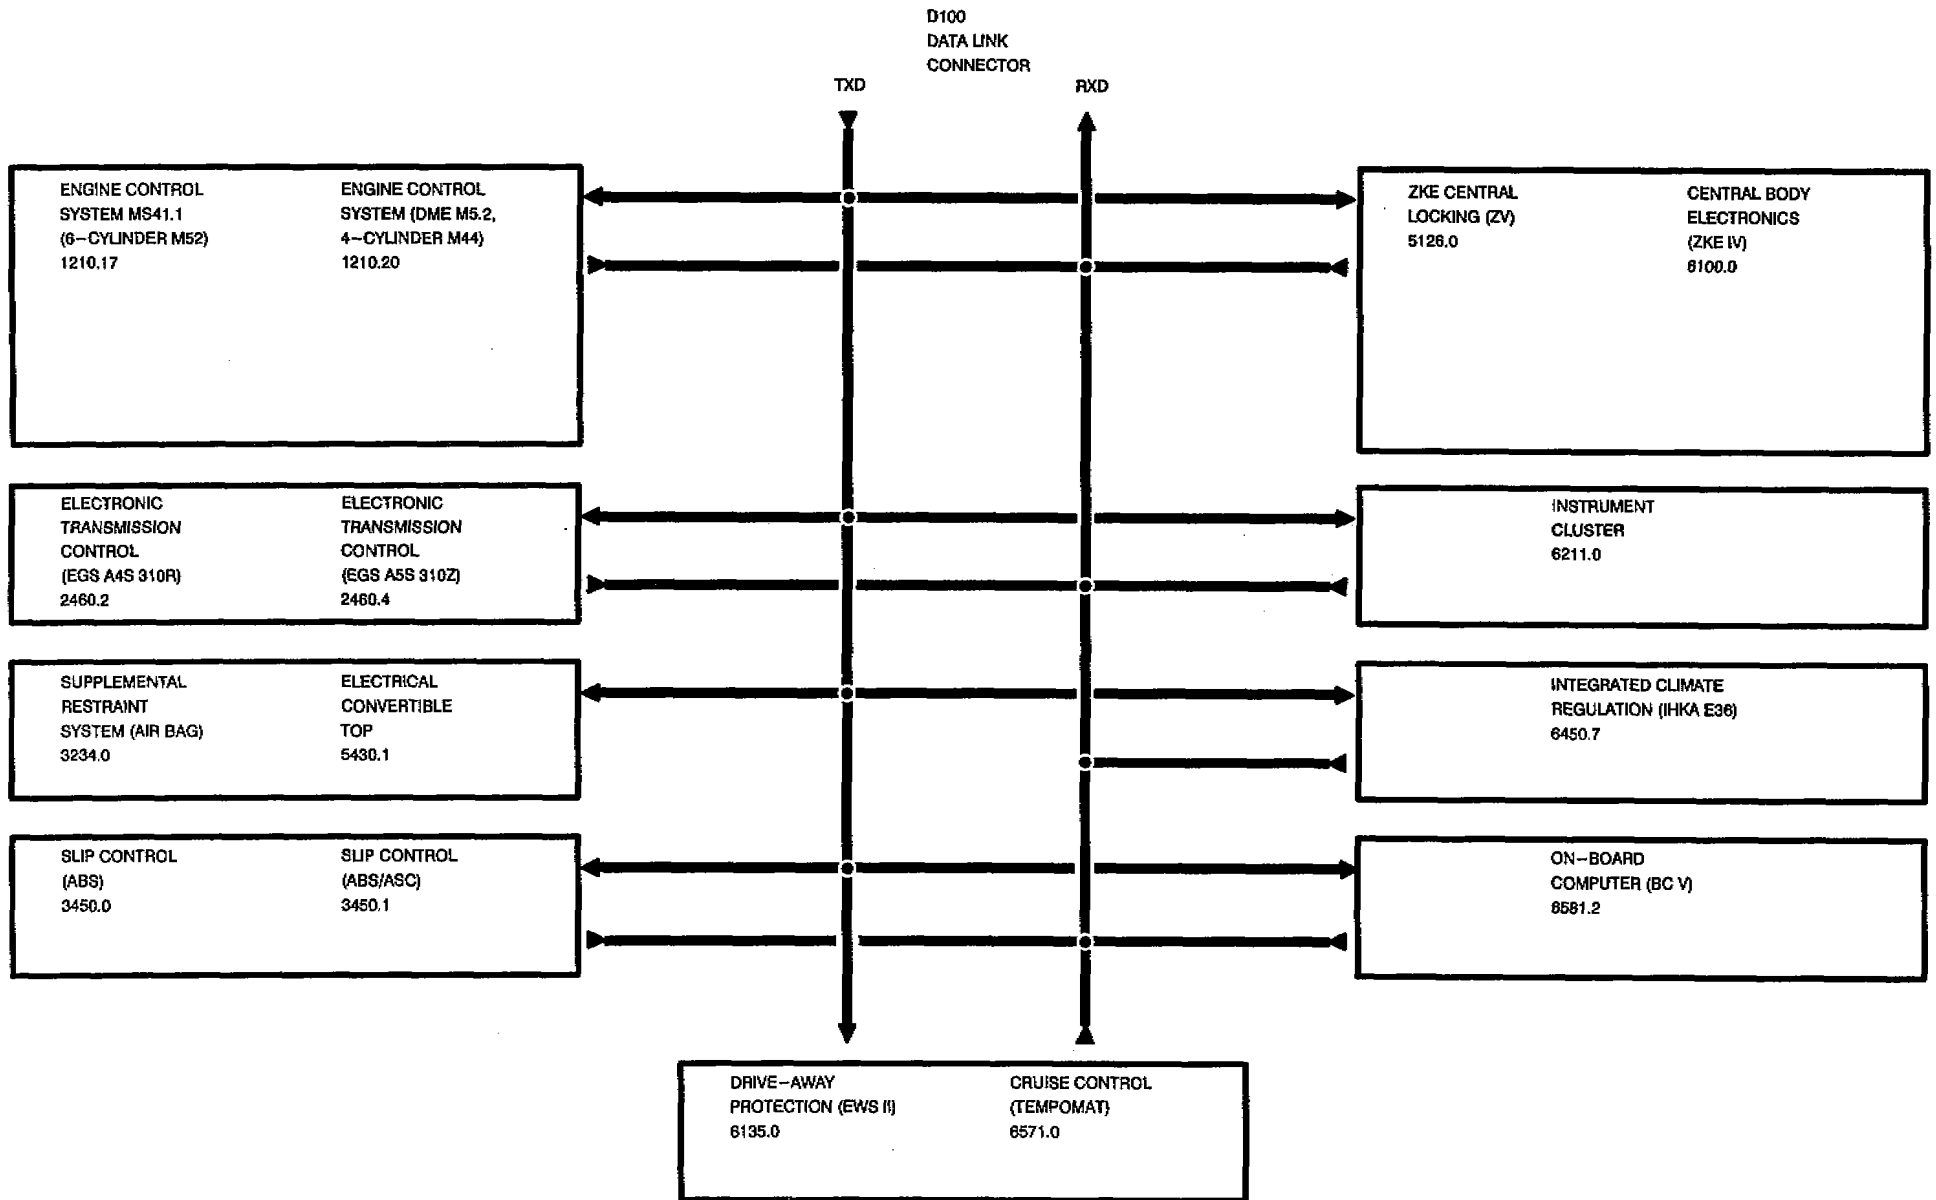 D100
DATA LINK
CONNECTOR
TXD
RXD
ENGINE CONTROL
SYSTEM MS41.1
(6-CYLINDER M52)
1210.17
ENGINE CONTROL
SYSTEM (DME M5.2,
4-CYLINDER M44)
1210.20
ZKE CENTRAL
LOCKING (ZV)
5126.0
CENTRAL BODY
ELECTRONICS
(ZKE IV)
6100.0
ELECTRONIC
TRANSMISSION
CONTROL
(EGS A4S 310R)
2460.2
ELECTRONIC
TRANSMISSION
CONTROL
(EGS A5S 310Z)
2460.4
INSTRUMENT
CLUSTER
6211.0
SUPPLEMENTAL
RESTRAINT
SYSTEM (AIR BAG)
3234.0
ELECTRICAL
CONVERTIBLE
TOP
5430.1
INTEGRATED CLIMATE
REGULATION (IHKA E36)
6450.7
SLIP CONTROL
(ABS)
3450.0
SLIP CONTROL
(ABS/ASC)
3450.1
ON-BOARD
COMPUTER (BC V)
6581.2
DRIVE-AWAY
PROTECTION (EWS II)
6135.0
CRUISE CONTROL
(TEMPOMAT)
6571.0